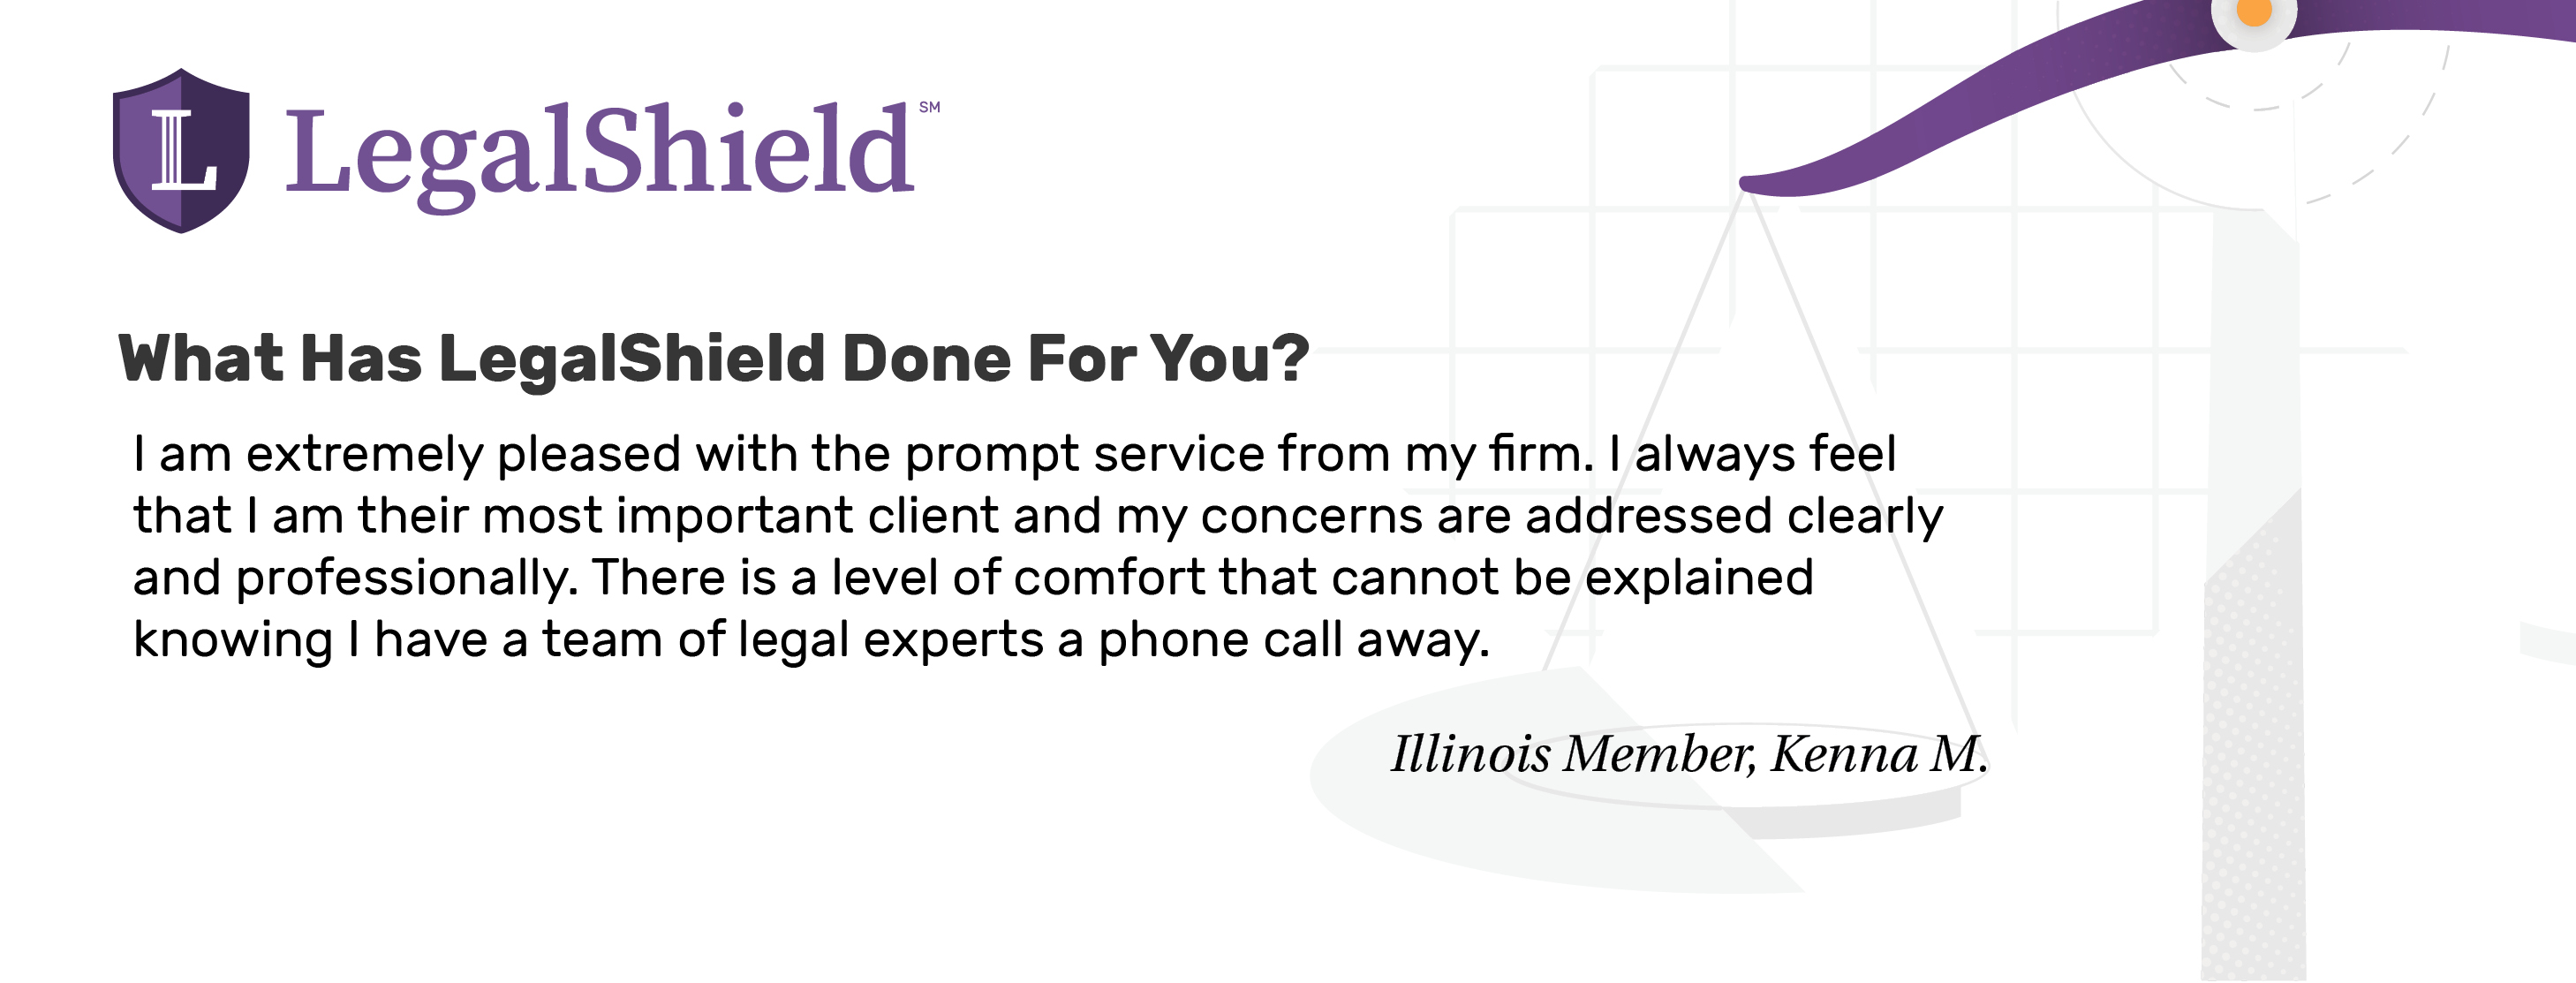 L LegalShield SM
What Has LegalShield Done For You?
I am extremely pleased with the prompt service from my firm. I always feel
that I am their most important client and my concerns are addressed clearly
and professionally. There is a level of comfort that cannot be explained
knowing I have a team of legal experts a phone call away.
Illinois Member, Kenna M.